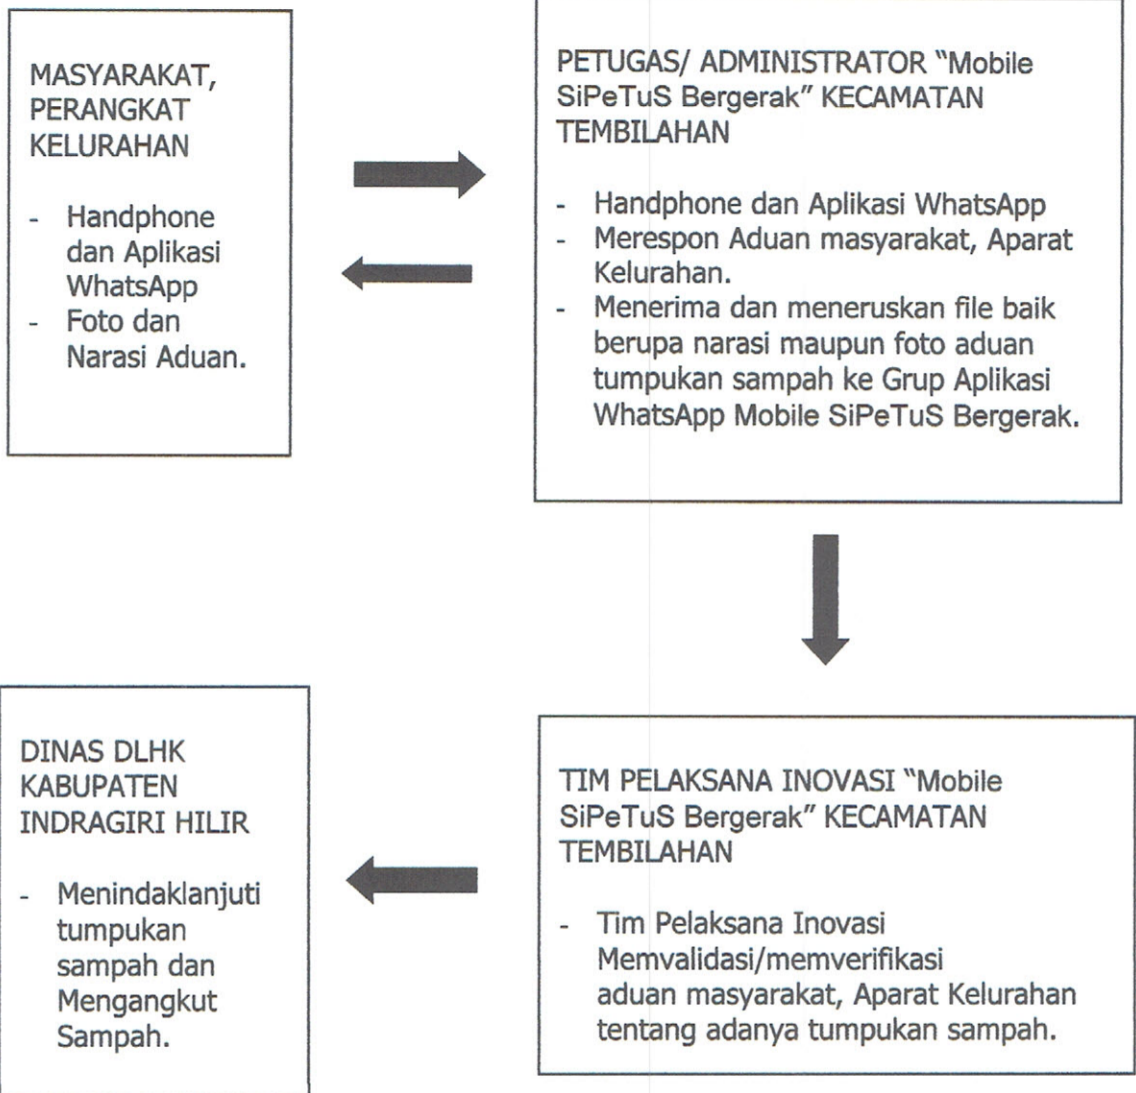 MASYARAKAT,
PERANGKAT
KELURAHAN
- Handphone
dan Aplikasi
WhatsApp
- Foto dan
Narasi Aduan.
PETUGAS/ ADMINISTRATOR “Mobile
SiPeTuS Bergerak” KECAMATAN
TEMBILAHAN
- Handphone dan Aplikasi WhatsApp
- Merespon Aduan masyarakat, Aparat
Kelurahan.
- Menerima dan meneruskan file baik
berupa narasi maupun foto aduan
tumpukan sampah ke Grup Aplikasi
WhatsApp Mobile SiPeTuS Bergerak.
TIM PELAKSANA INOVASI “Mobile
SiPeTuS Bergerak” KECAMATAN
TEMBILAHAN
- Tim Pelaksana Inovasi
Memvalidasi/memverifikasi
aduan masyarakat, Aparat Kelurahan
tentang adanya tumpukan sampah.
DINAS DLHK
KABUPATEN
INDRAGIRI HILIR
- Menindaklanjuti
tumpukan
sampah dan
Mengangkut
Sampah.